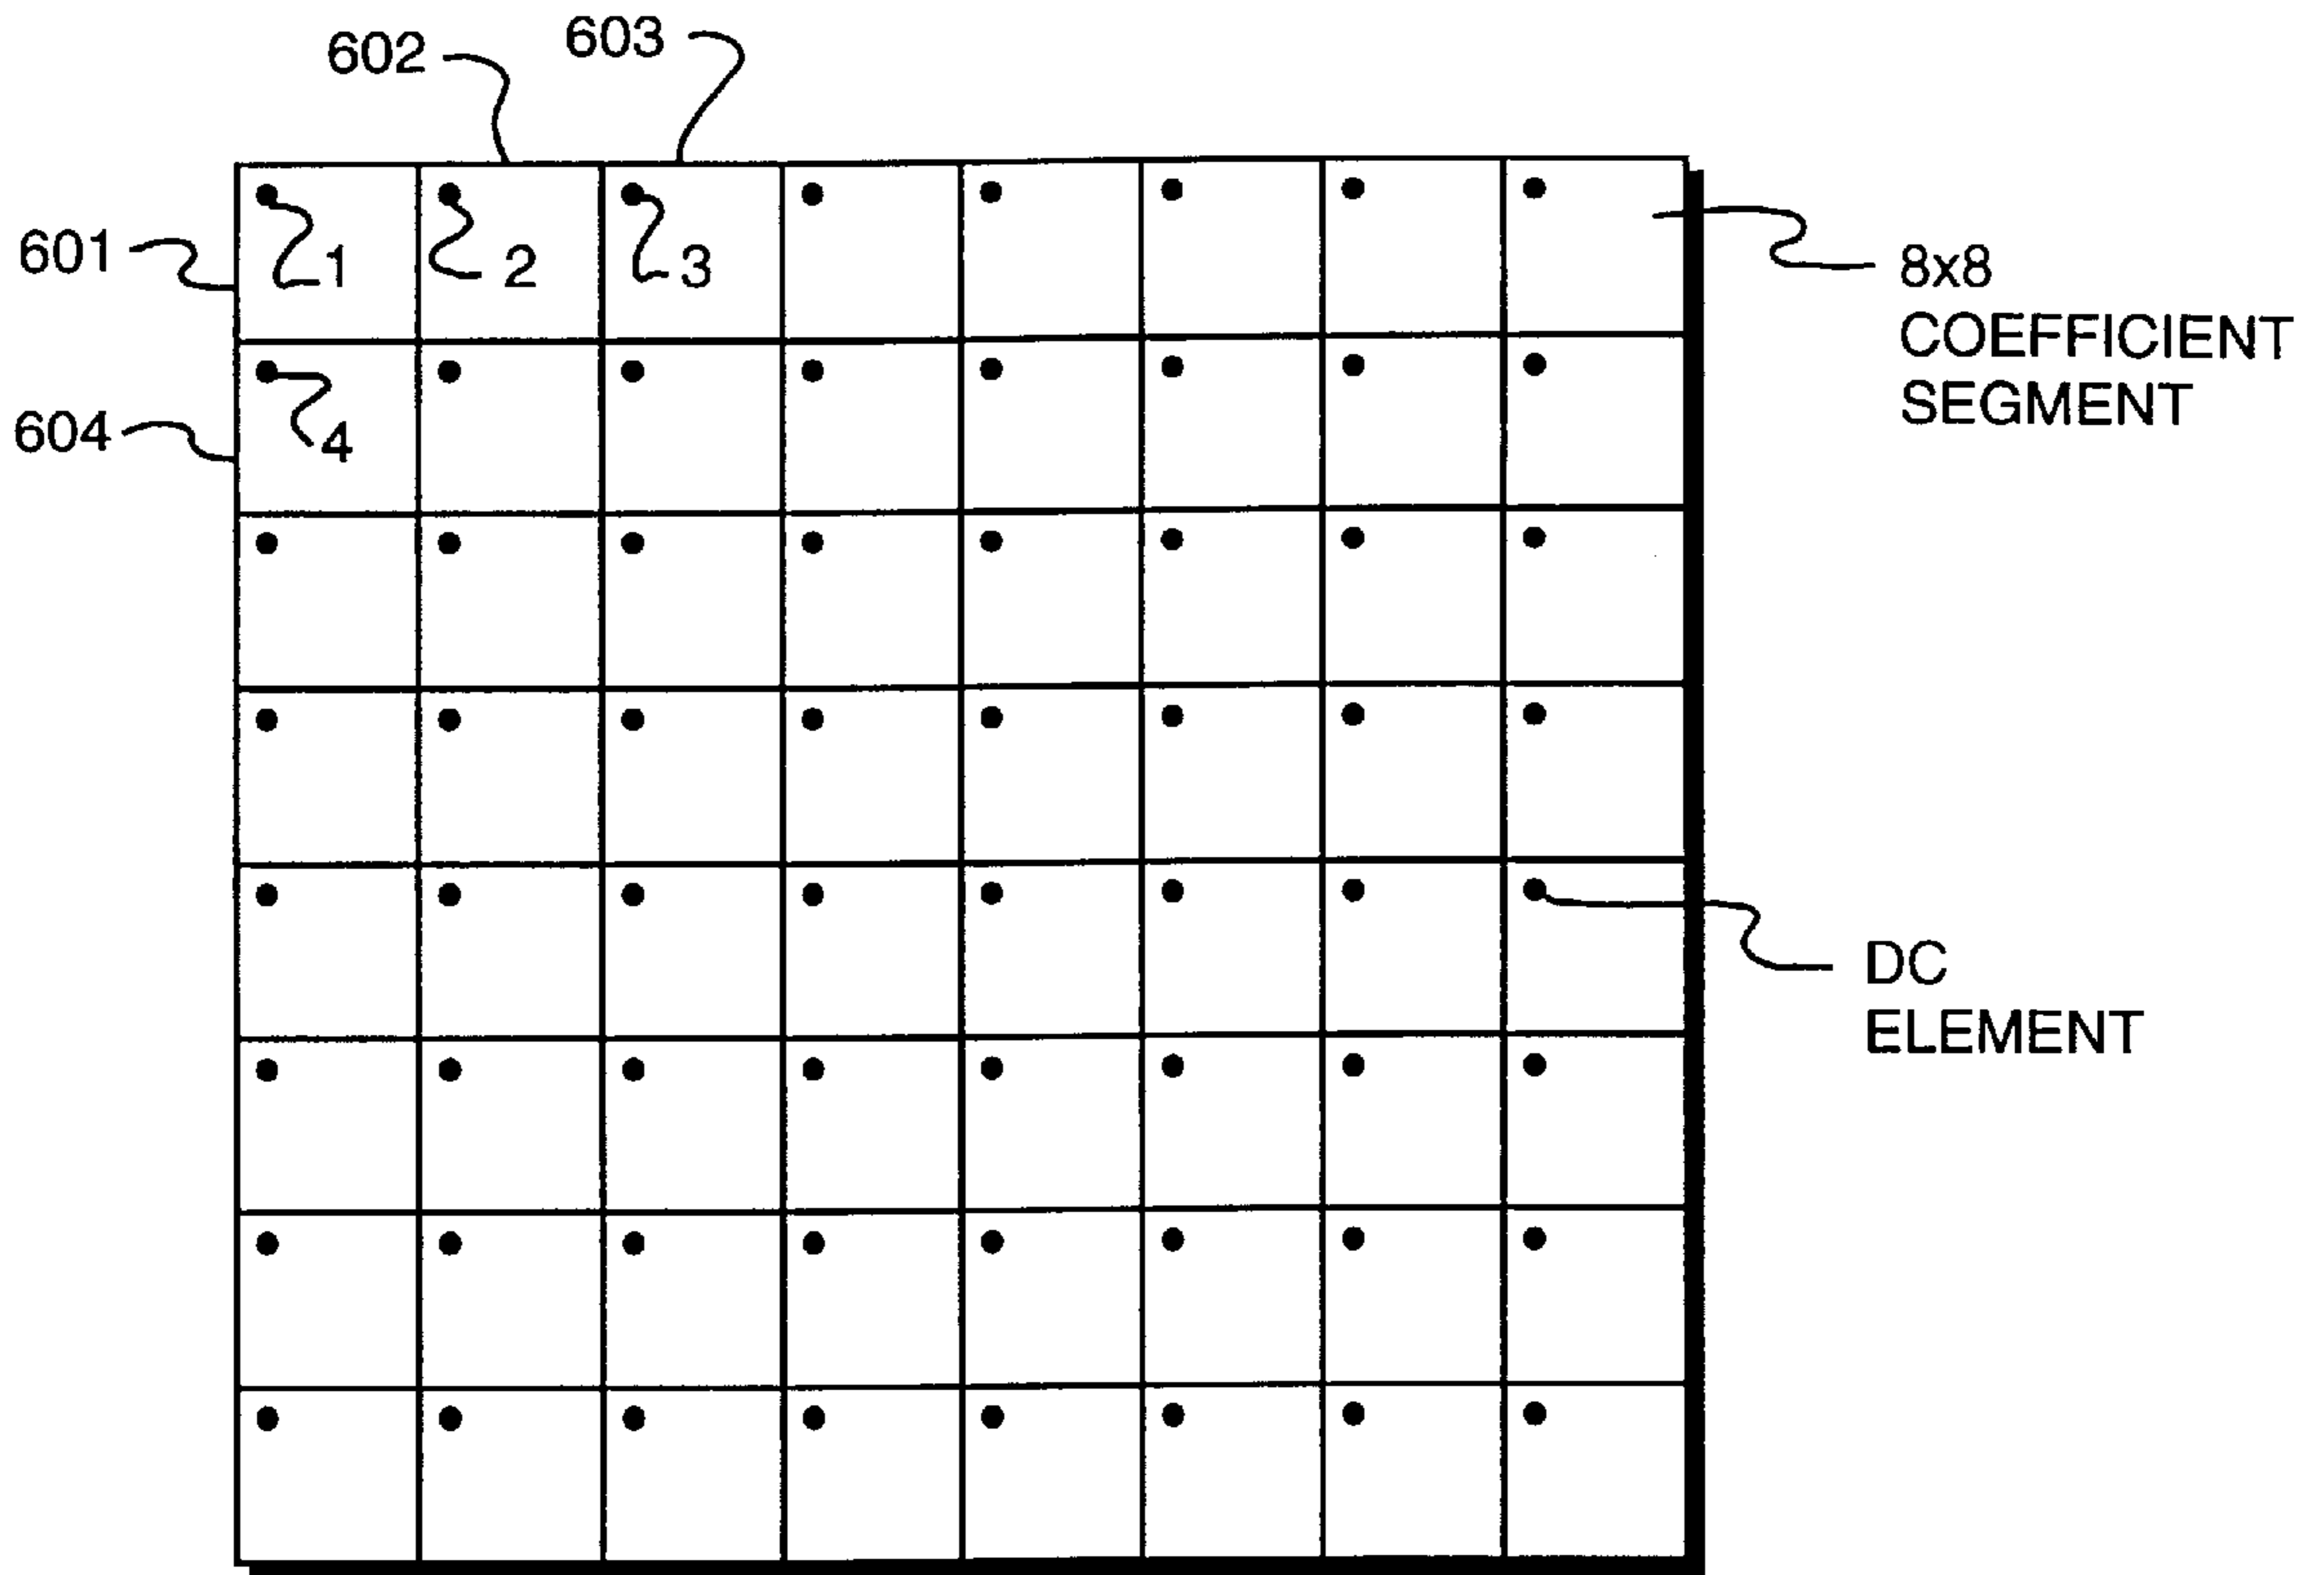 602
603
601
1
2
3
8x8
COEFFICIENT
SEGMENT
604
4
DC
ELEMENT